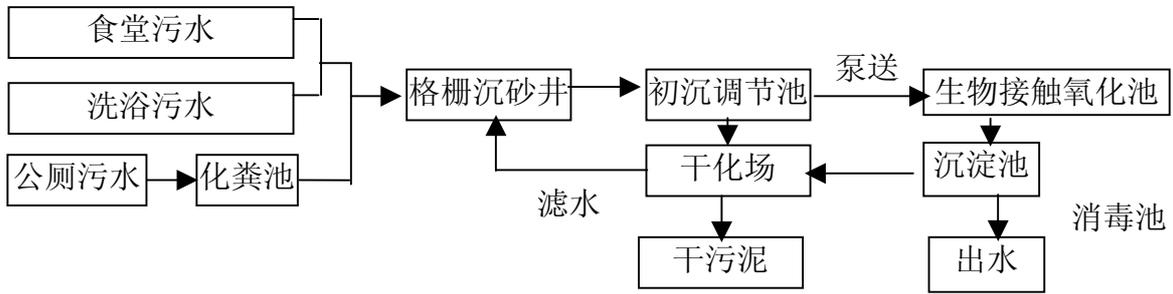 食堂污水
洗浴污水
公厕污水
化粪池
格栅沉砂井
初沉调节池
泵送
生物接触氧化池
干化场
沉淀池
滤水
消毒池
干污泥
出水